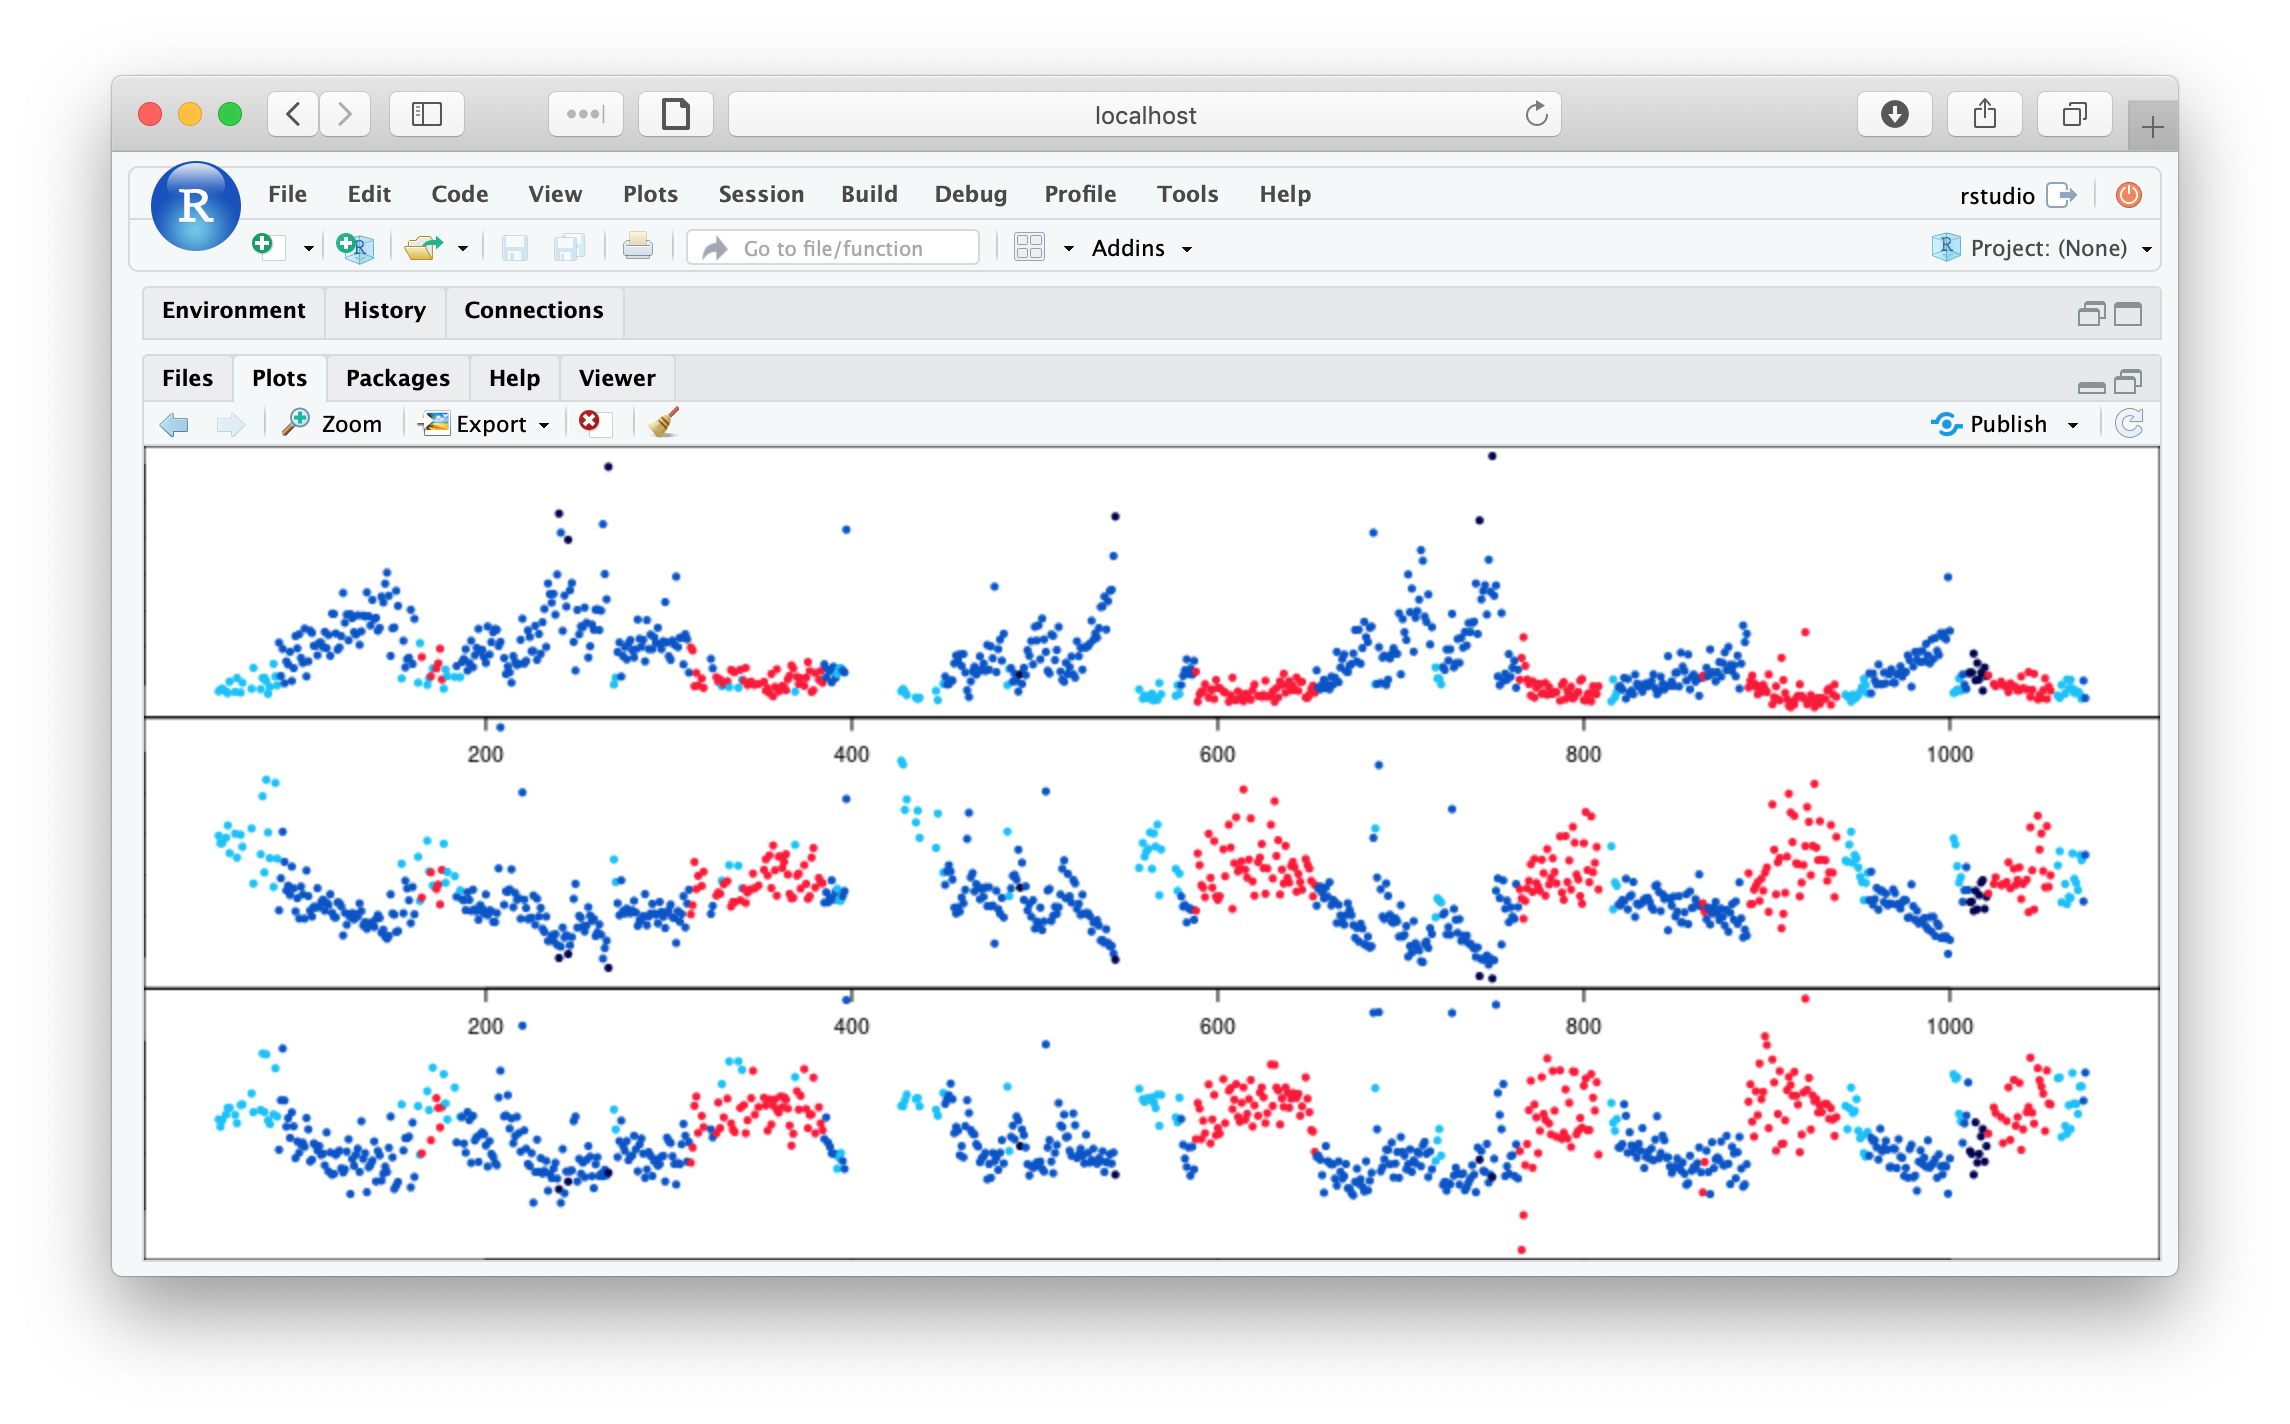 localhost
R File Edit Code View Plots Session Build Debug Profile Tools Help rstudio
R Go to file/function Addins R Project: (None)
Environment History Connections
Files Plots Packages Help Viewer
Zoom Export Publish
200 400 600 800 1000
200 400 600 800 1000